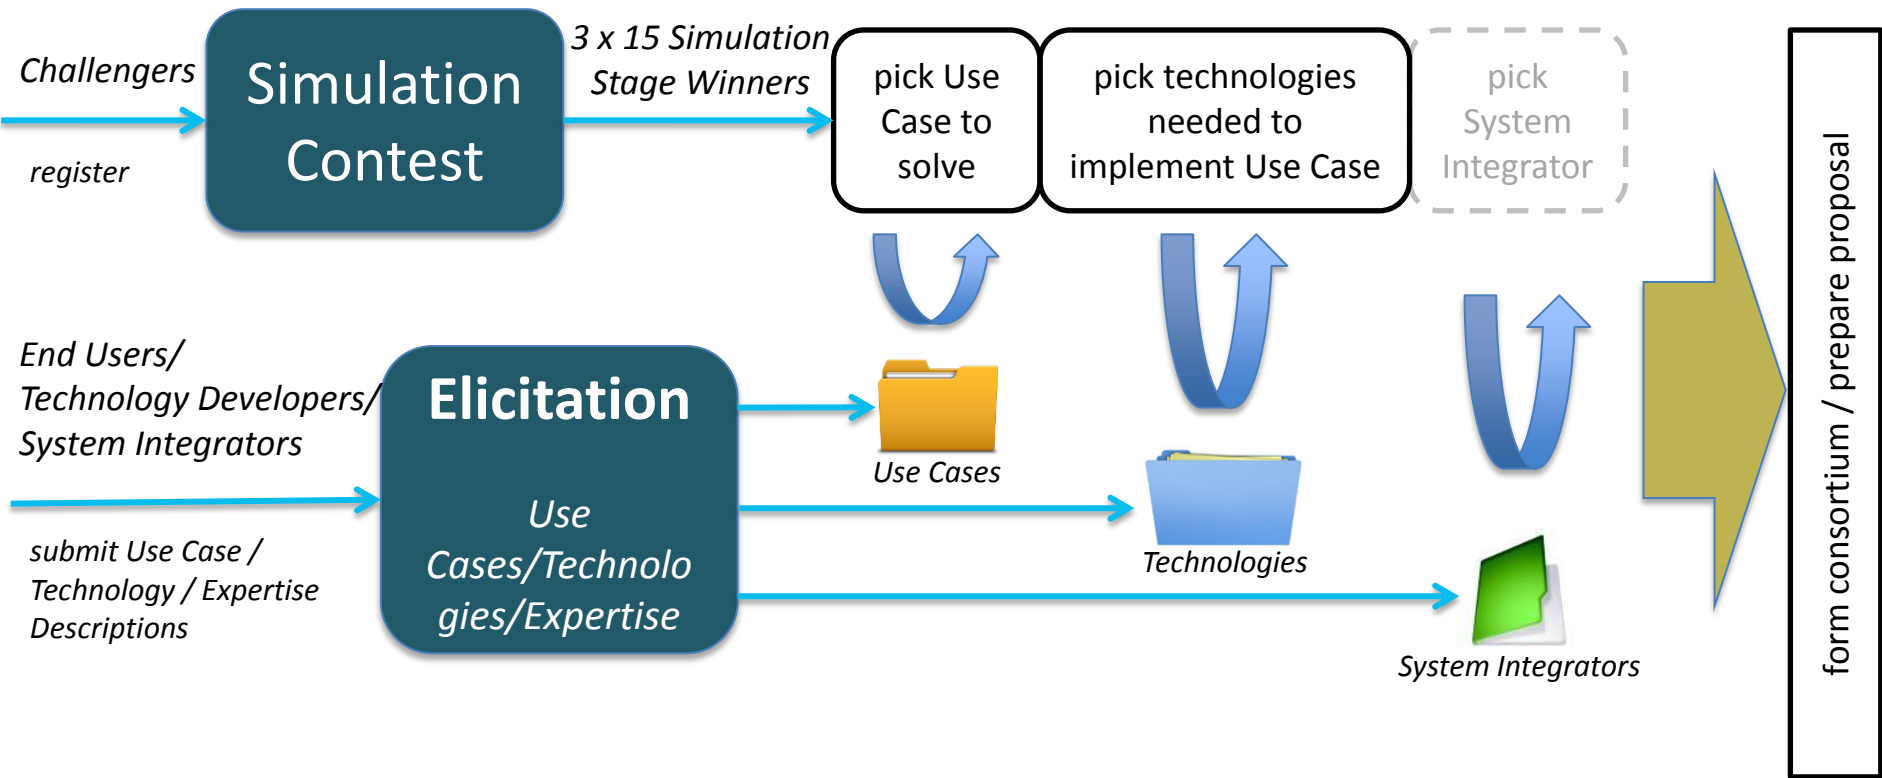 Challengers
register
Simulation
Contest
3 x 15 Simulation
Stage Winners
pick Use
Case to
solve
pick technologies
needed to
implement Use Case
pick
System
Integrator
End Users/
Technology Developers/
System Integrators
submit Use Case /
Technology / Expertise
Descriptions
Elicitation
Use
Cases/Technolo
gies/Expertise
Use Cases
Technologies
System Integrators
form consortium / prepare proposal